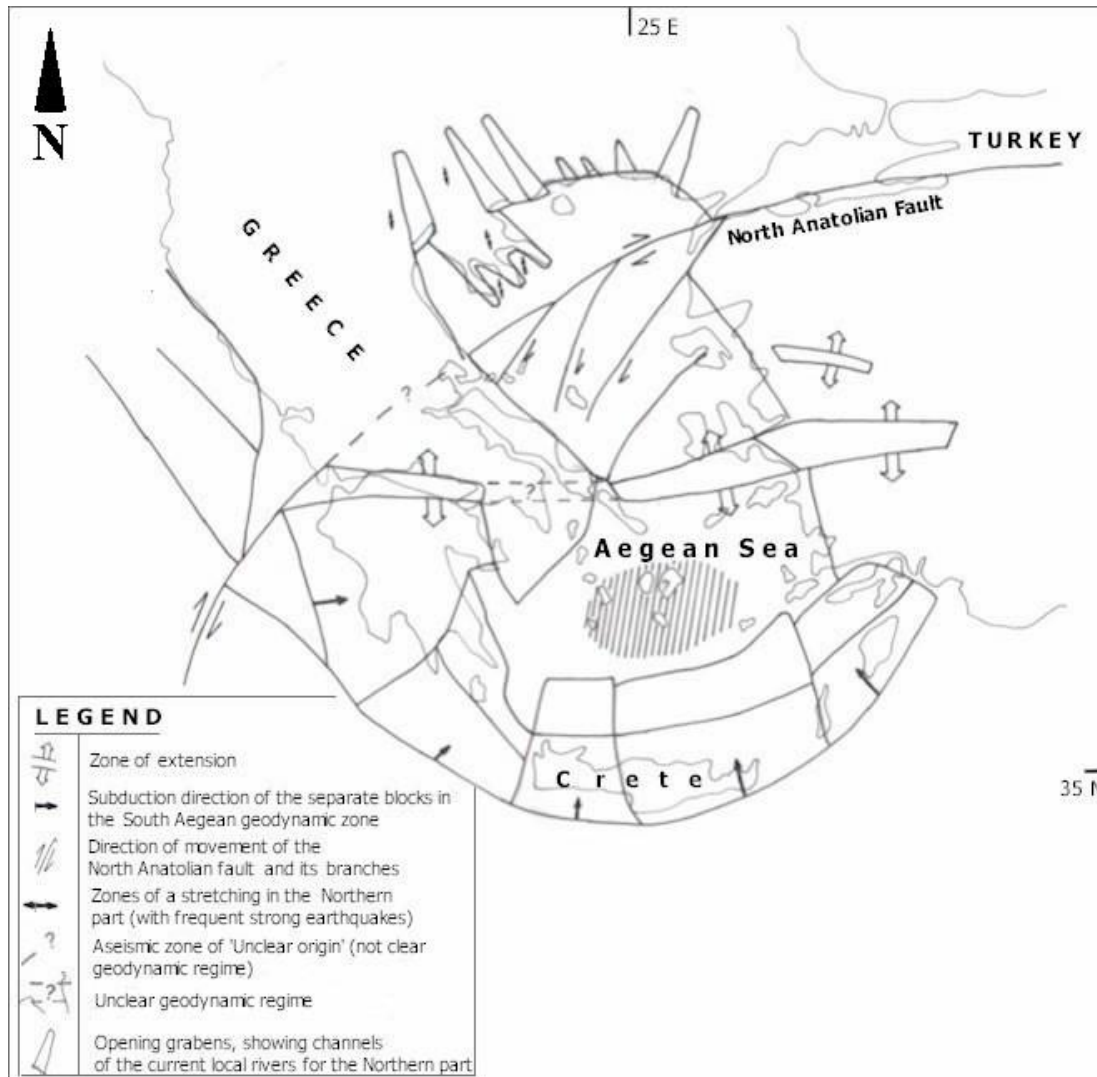 25 E
N
TURKEY
North Anatolian Fault
GREECE
?
?
Aegean Sea
Crete
35 N
LEGEND
Zone of extension
Subduction direction of the separate blocks in
the South Aegean geodynamic zone
Direction of movement of the
North Anatolian fault and its branches
Zones of a stretching in the Northern
part (with frequent strong earthquakes)
?
Aseismic zone of 'Unclear origin' (not clear
geodynamic regime)
?
Unclear geodynamic regime
Opening grabens, showing channels
of the current local rivers for the Northern part